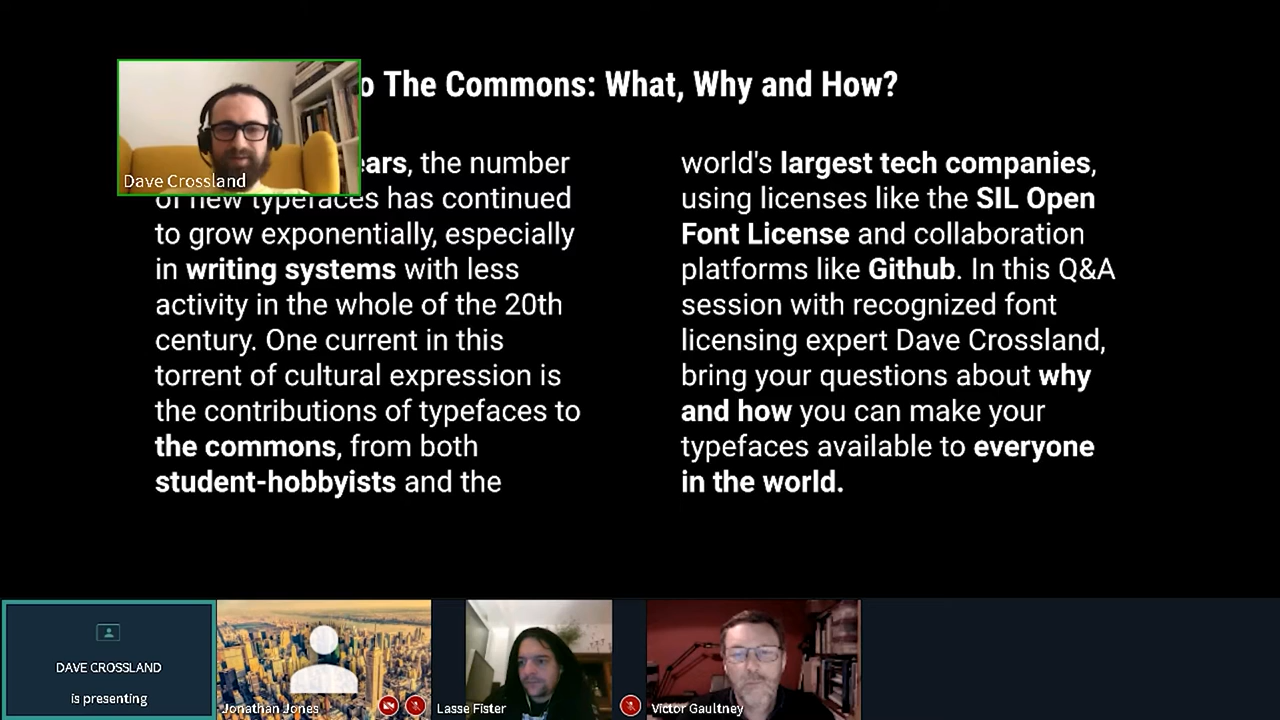 o The Commons: What, Why and How?
Dave Crossland
ears, the number
of new typefaces has continued
to grow exponentially, especially
in writing systems with less
activity in the whole of the 20th
century. One current in this
torrent of cultural expression is
the contributions of typefaces to
the commons, from both
student-hobbyists and the
world's largest tech companies,
using licenses like the SIL Open
Font License and collaboration
platforms like Github. In this Q&A
session with recognized font
licensing expert Dave Crossland,
bring your questions about why
and how you can make your
typefaces available to everyone
in the world.
DAVE CROSSLAND
is presenting
Jonathan Jones
Lasse Fister
Victor Gaultney